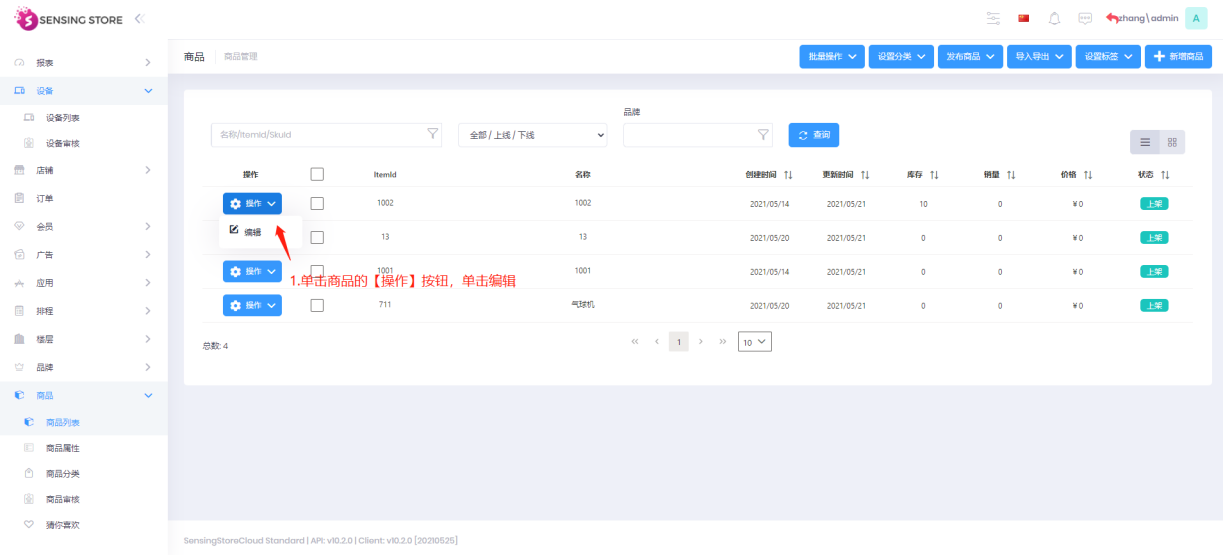 SENSING STORE
zhang\admin
A
报表
设备
设备列表
设备审核
店铺
订单
会员
广告
应用
排程
楼层
品牌
商品
商品列表
商品属性
商品分类
商品审核
猜你喜欢
商品 商品管理
批量操作 设置分类 发布商品 导入导出 设置标签 新增商品
品牌
名称/ItemId/SkuId 全部 / 上线 / 下线 查询
操作 ItemId 名称 创建时间 更新时间 库存 销量 价格 状态
操作 1002 1002 2021/05/14 2021/05/21 10 0 ¥0 上架
编辑
13 13 2021/05/20 2021/05/21 0 0 ¥0 上架
操作 1001 1001 2021/05/14 2021/05/21 0 0 ¥0 上架
1.单击商品的【操作】按钮，单击编辑
操作 711 气球机 2021/05/20 2021/05/21 0 0 ¥0 上架
总数: 4
1
10
SensingStoreCloud Standard | API: v10.2.0 | Client: v10.2.0 [20210525]